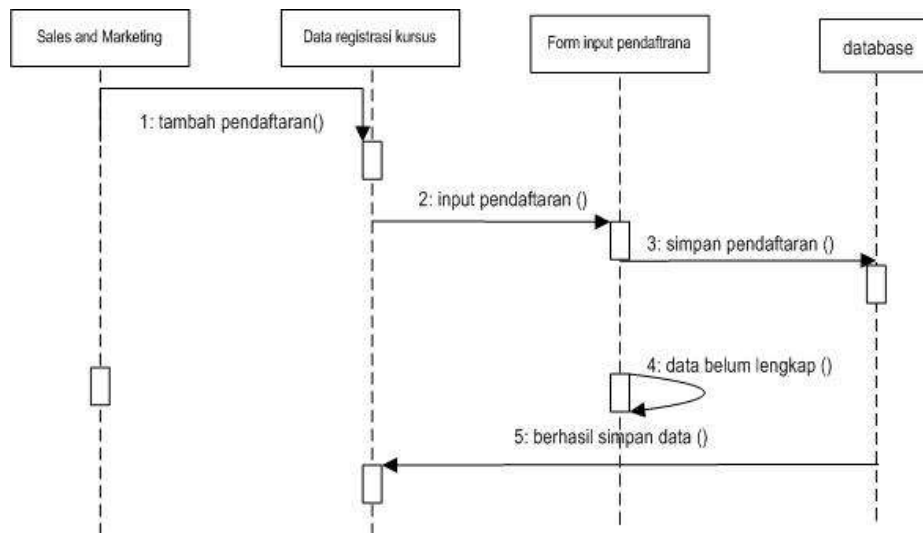 Sales and Marketing
Data registrasi kursus
Form input pendaftrana
database
1: tambah pendaftaran()
2: input pendaftaran ()
3: simpan pendaftaran ()
4: data belum lengkap ()
5: berhasil simpan data ()